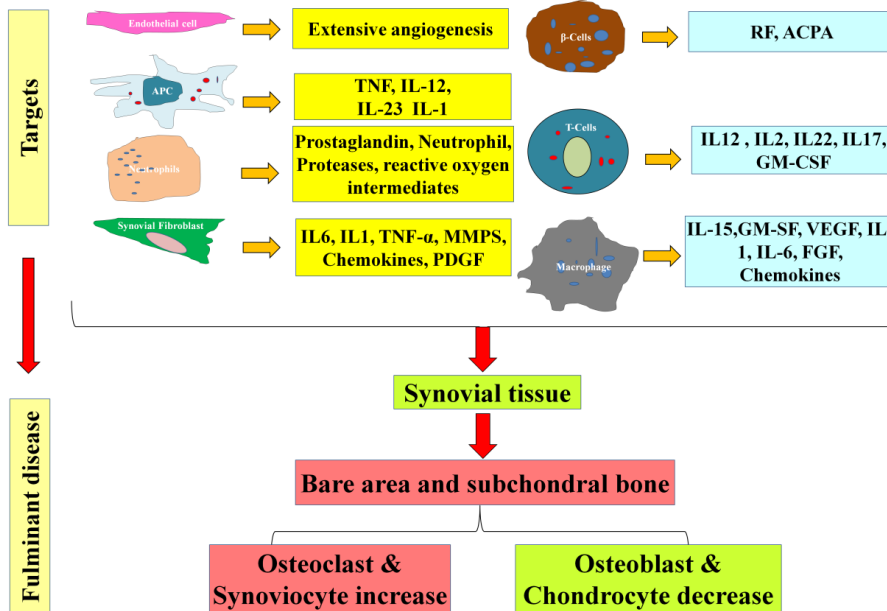 Targets
Endothelial cell
Extensive angiogenesis
APC
TNF, IL-12,
IL-23 IL-1
Neutrophils
Prostaglandin, Neutrophil,
Proteases, reactive oxygen
intermediates
Synovial Fibroblast
IL6, IL1, TNF-α, MMPS,
Chemokines, PDGF
β-Cells
RF, ACPA
T-Cells
IL12 , IL2, IL22, IL17,
GM-CSF
Macrophage
IL-15,GM-SF, VEGF, IL
1, IL-6, FGF,
Chemokines
Fulminant disease
Synovial tissue
Bare area and subchondral bone
Osteoclast &
Synoviocyte increase
Osteoblast &
Chondrocyte decrease